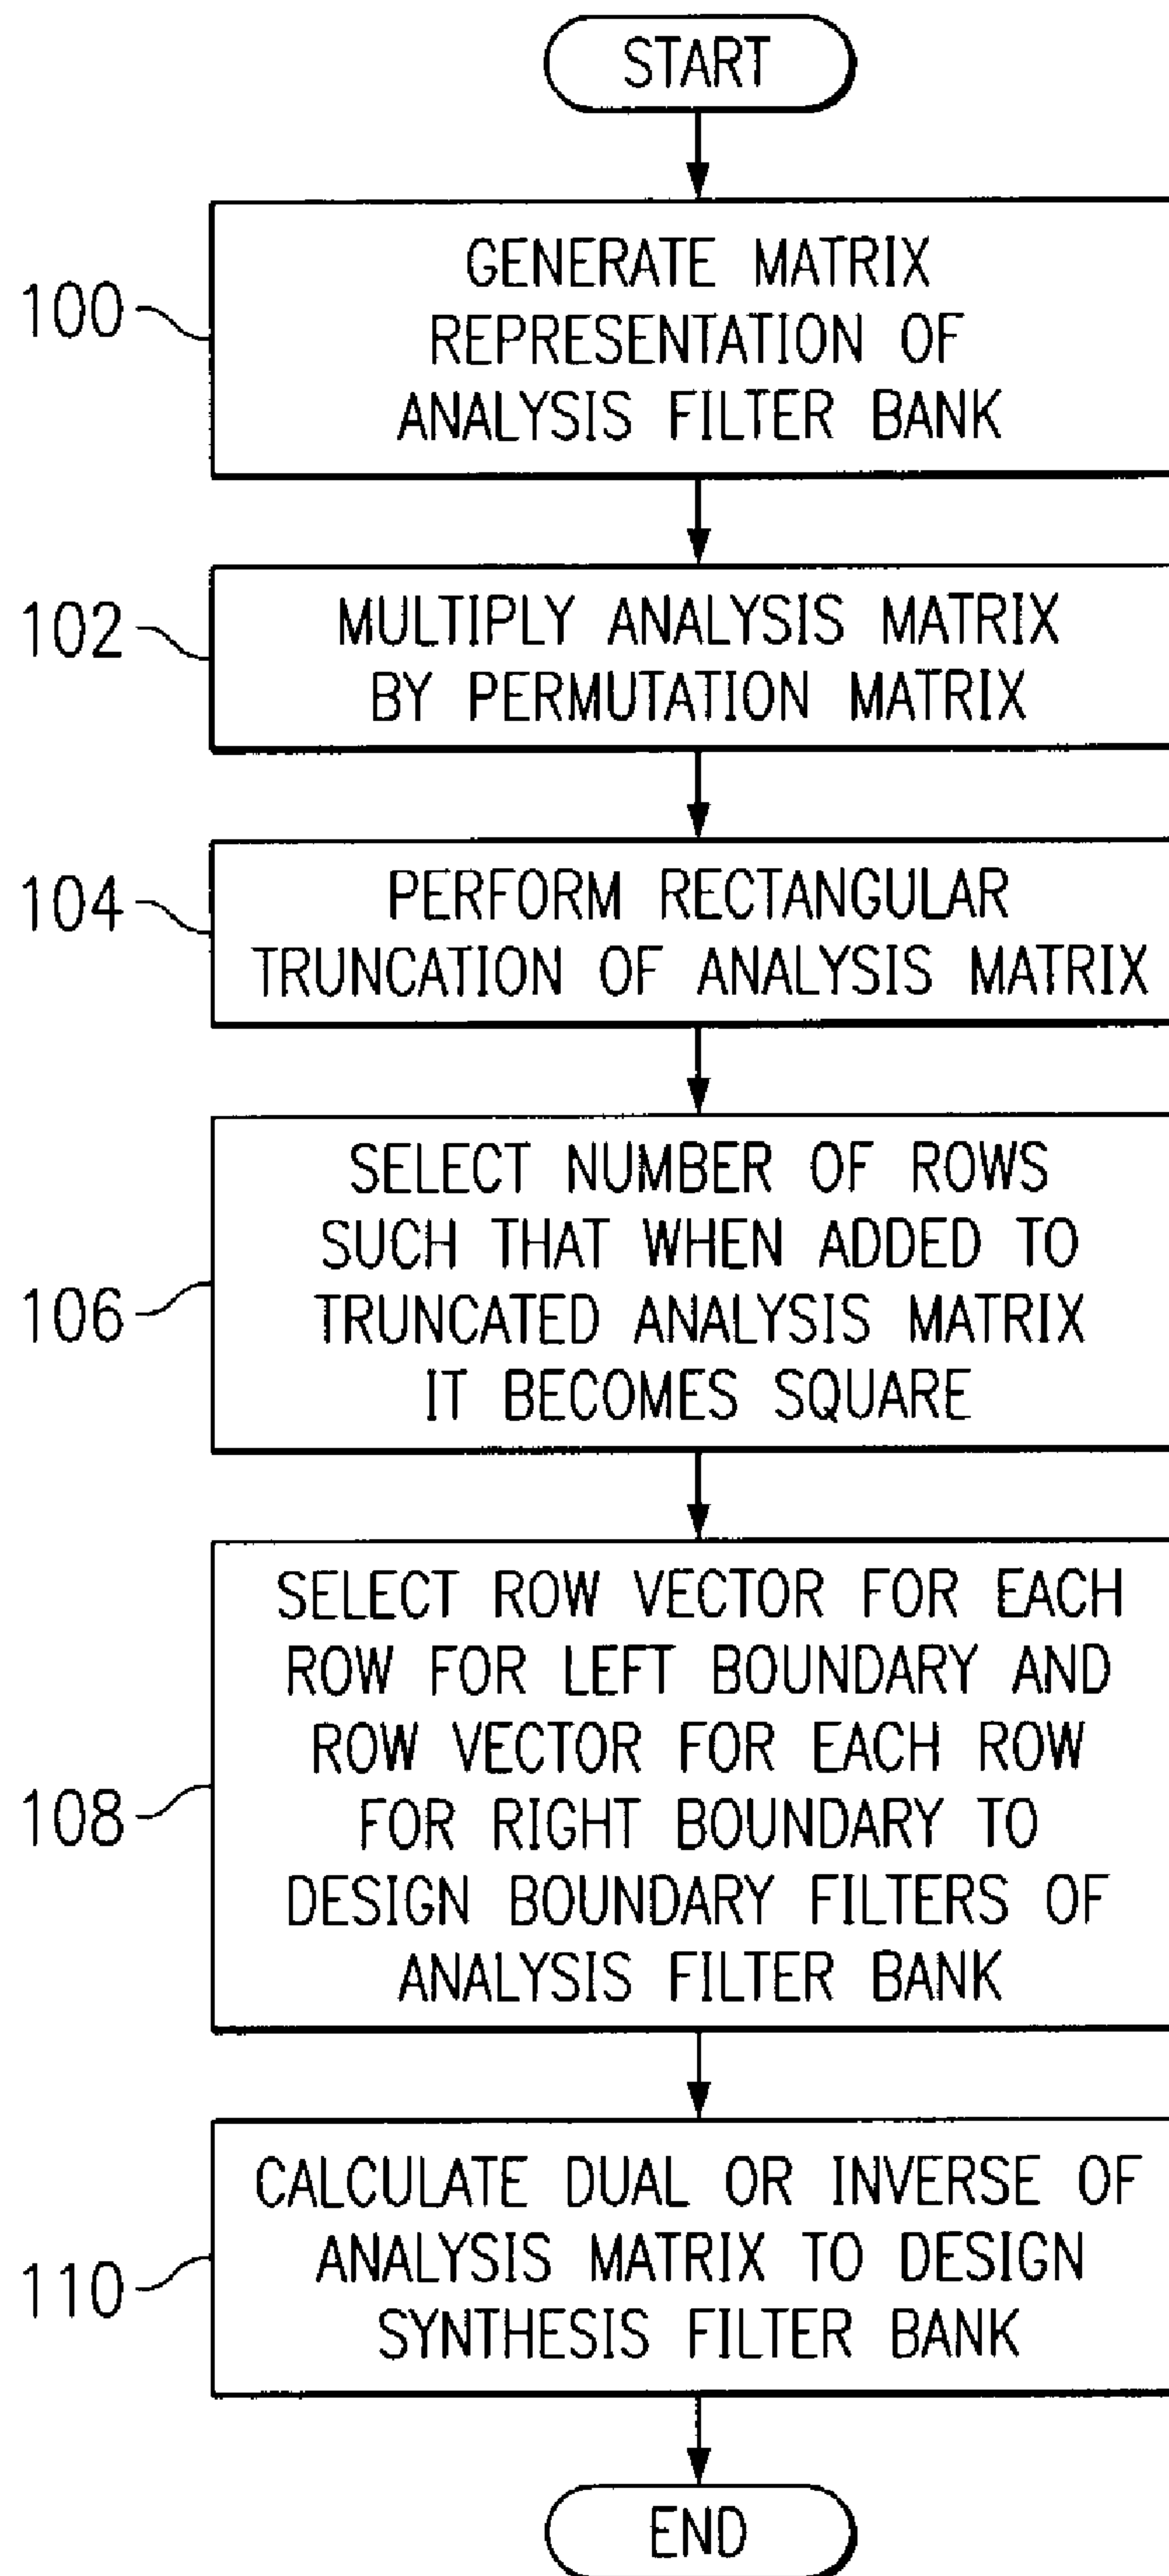 START
100
GENERATE MATRIX
REPRESENTATION OF
ANALYSIS FILTER BANK
102
MULTIPLY ANALYSIS MATRIX
BY PERMUTATION MATRIX
104
PERFORM RECTANGULAR
TRUNCATION OF ANALYSIS MATRIX
106
SELECT NUMBER OF ROWS
SUCH THAT WHEN ADDED TO
TRUNCATED ANALYSIS MATRIX
IT BECOMES SQUARE
108
SELECT ROW VECTOR FOR EACH
ROW FOR LEFT BOUNDARY AND
ROW VECTOR FOR EACH ROW
FOR RIGHT BOUNDARY TO
DESIGN BOUNDARY FILTERS OF
ANALYSIS FILTER BANK
110
CALCULATE DUAL OR INVERSE OF
ANALYSIS MATRIX TO DESIGN
SYNTHESIS FILTER BANK
END